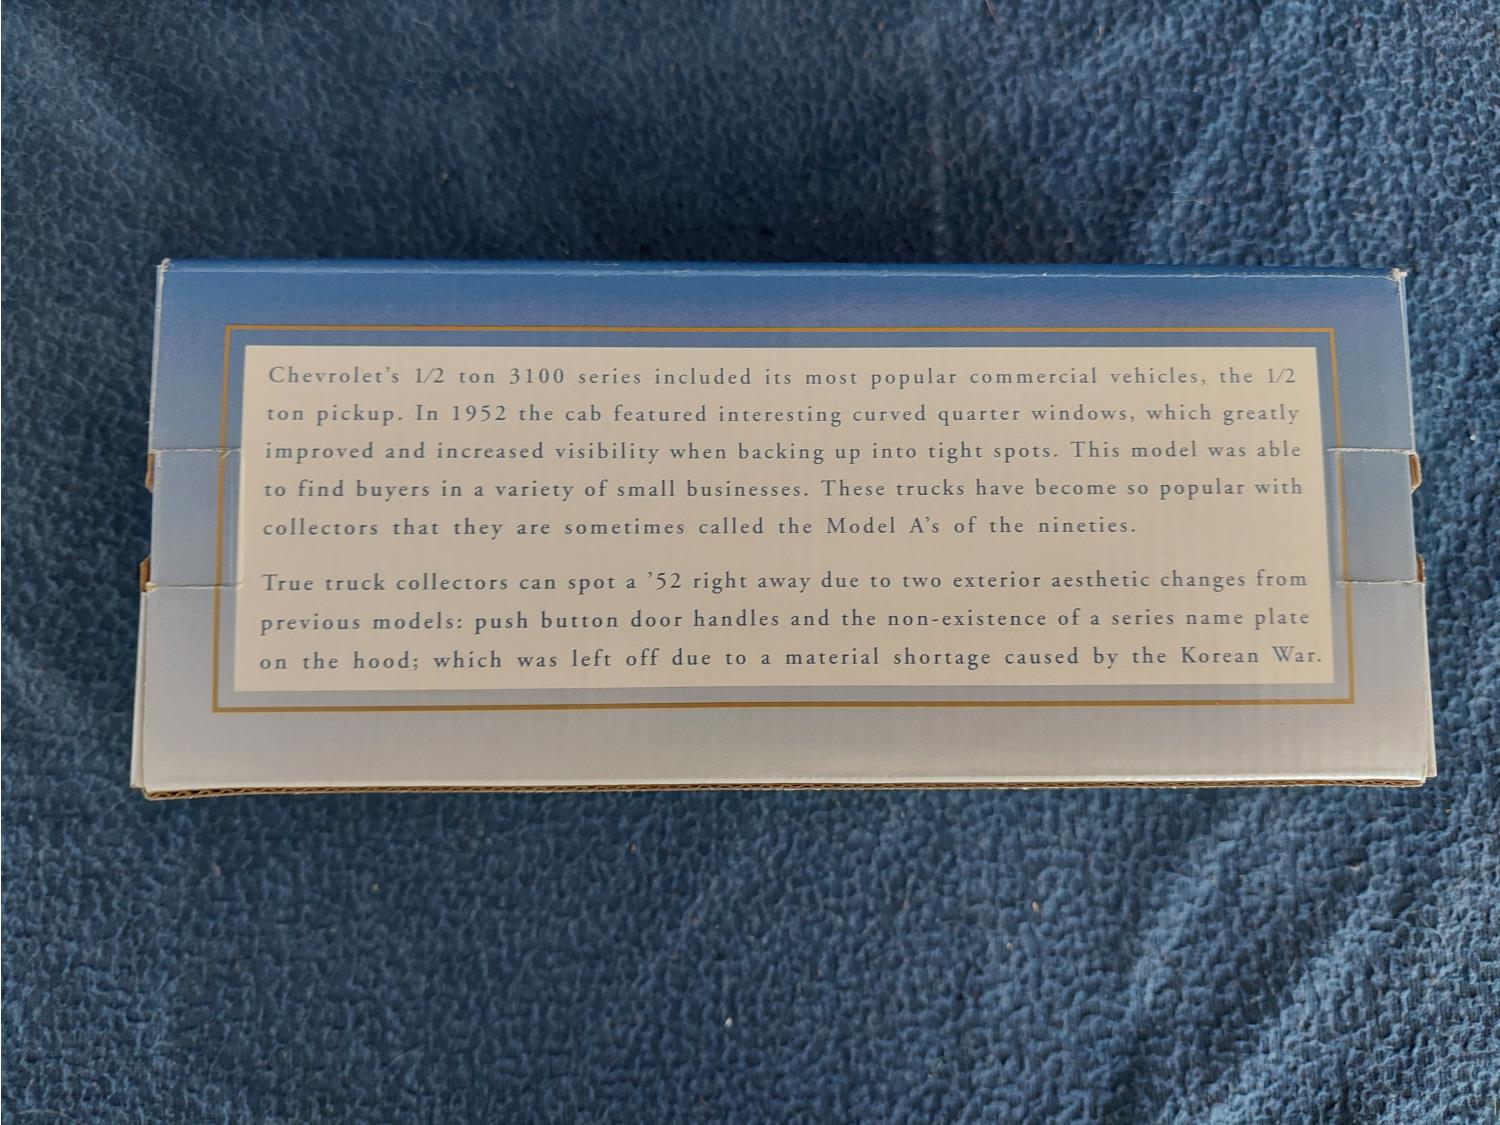 Chevrolet's 1/2 ton 3100 series included its most popular commercial vehicles, the 1/2
ton pickup. In 1952 the cab featured interesting curved quarter windows, which greatly
improved and increased visibility when backing up into tight spots. This model was able
to find buyers in a variety of small businesses. These trucks have become so popular with
collectors that they are sometimes called the Model A's of the nineties.
True truck collectors can spot a '52 right away due to two exterior aesthetic changes from
previous models: push button door handles and the non-existence of a series name plate
on the hood; which was left off due to a material shortage caused by the Korean War.